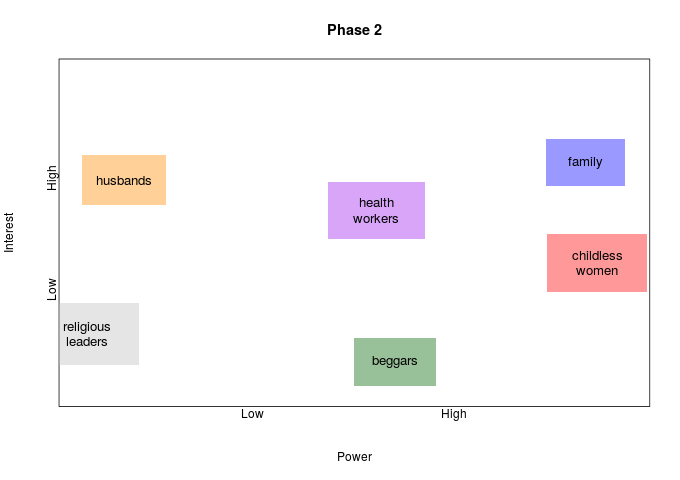 Phase 2
High
Low
Interest
husbands
family
health
workers
childless
women
religious
leaders
beggars
Low
High
Power